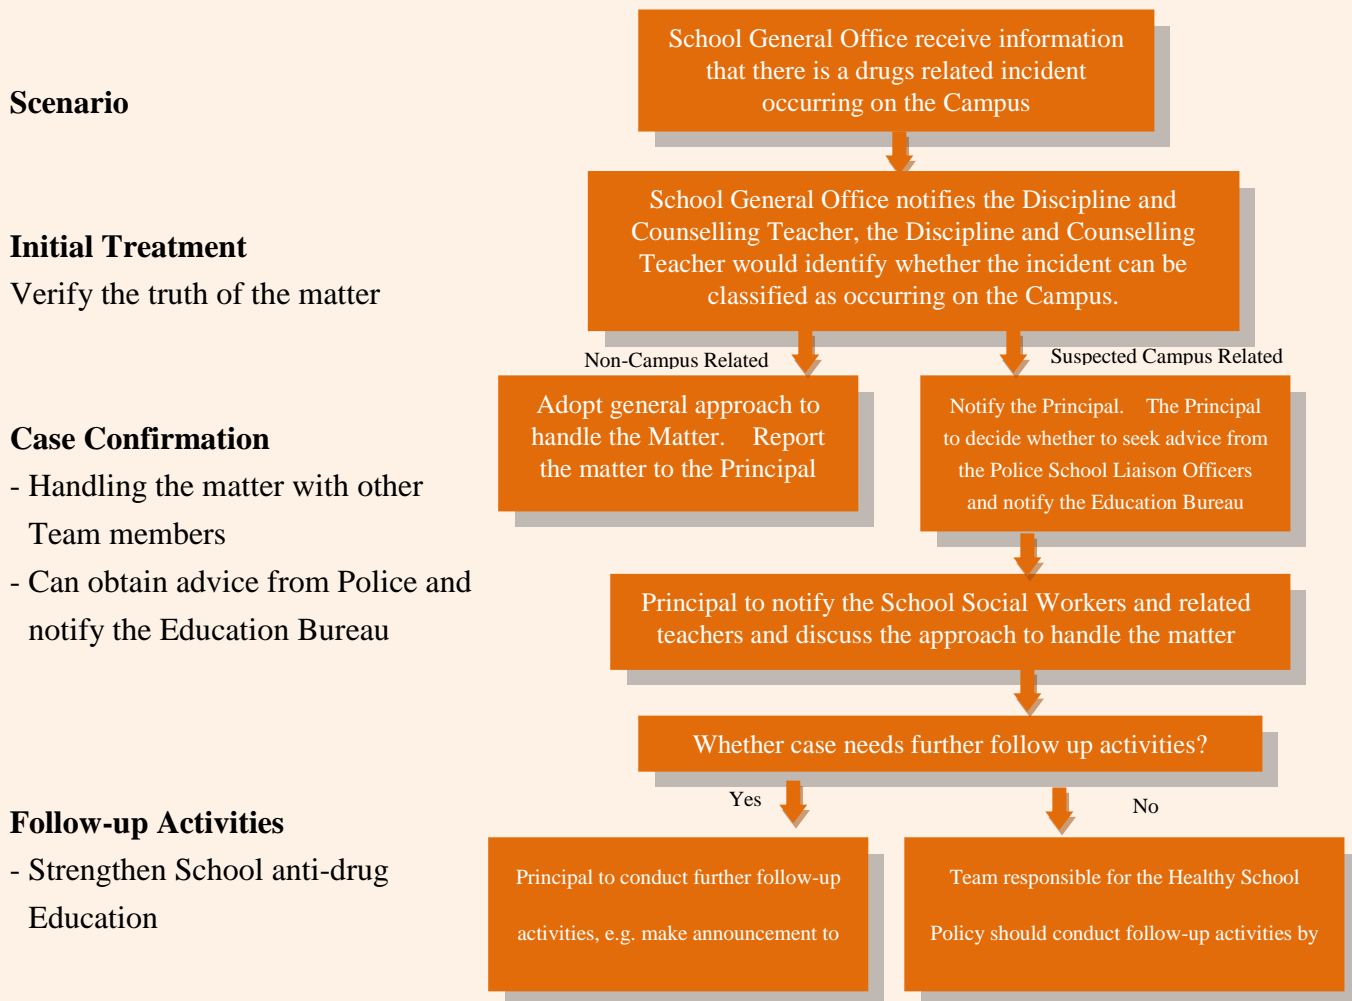 School General Office receive information
that there is a drugs related incident
occurring on the Campus
Scenario
School General Office notifies the Discipline and
Counselling Teacher, the Discipline and Counselling
Teacher would identify whether the incident can be
classified as occurring on the Campus.
Initial Treatment
Verify the truth of the matter
Non-Campus Related
Suspected Campus Related
Adopt general approach to
handle the Matter. Report
the matter to the Principal
Notify the Principal. The Principal
to decide whether to seek advice from
the Police School Liaison Officers
and notify the Education Bureau
Case Confirmation
- Handling the matter with other
Team members
- Can obtain advice from Police and
notify the Education Bureau
Principal to notify the School Social Workers and related
teachers and discuss the approach to handle the matter
Whether case needs further follow up activities?
Yes
No
Follow-up Activities
- Strengthen School anti-drug
Education
Principal to conduct further follow-up
activities, e.g. make announcement to
Team responsible for the Healthy School
Policy should conduct follow-up activities by